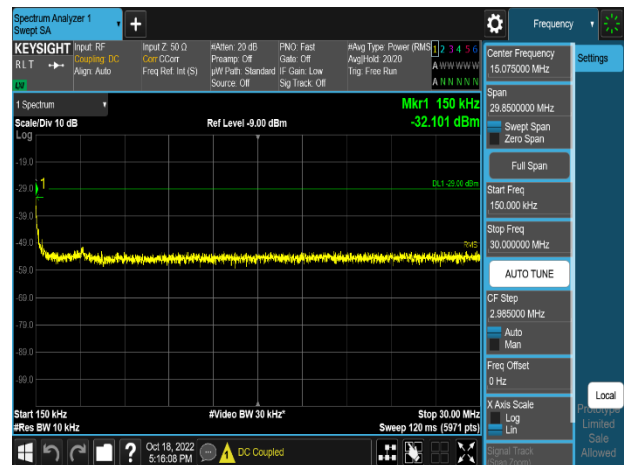 Spectrum Analyzer 1
Swept SA
+
Frequency
KEYSIGHT
RLT
Input: RF
Coupling: DC
Align: Auto
Input Z: 50 Ω
Corr CCorr
Freq Ref: Int (S)
#Atten: 20 dB
Preamp: Off
µW Path: Standard
Source: Off
PNO: Fast
Gate: Off
IF Gain: Low
Sig Track: Off
#Avg Type: Power (RMS)
Avg|Hold: 20/20
Trig: Free Run
1 2 3 4 5 6
A W W W W W
A N N N N N
1 Spectrum
Scale/Div 10 dB
Ref Level -9.00 dBm
Mkr1 150 kHz
-32.101 dBm
Log
-19.0
-29.0
-39.0
-49.0
-59.0
-69.0
-79.0
-89.0
-99.0
1
DL1 -29.00 dBm
RMS
Start 150 kHz
#Res BW 10 kHz
#Video BW 30 kHz*
Stop 30.00 MHz
Sweep 120 ms (5971 pts)
Center Frequency
15.075000 MHz
Settings
Span
29.8500000 MHz
Swept Span
Zero Span
Full Span
Start Freq
150.000 kHz
Stop Freq
30.000000 MHz
AUTO TUNE
CF Step
2.985000 MHz
Auto
Man
Freq Offset
0 Hz
X Axis Scale
Log
Lin
Signal Track
(Span Zoom)
Local
Prototype
Limited
Sale
Allowed
?
Oct 18, 2022
5:16:08 PM
DC Coupled